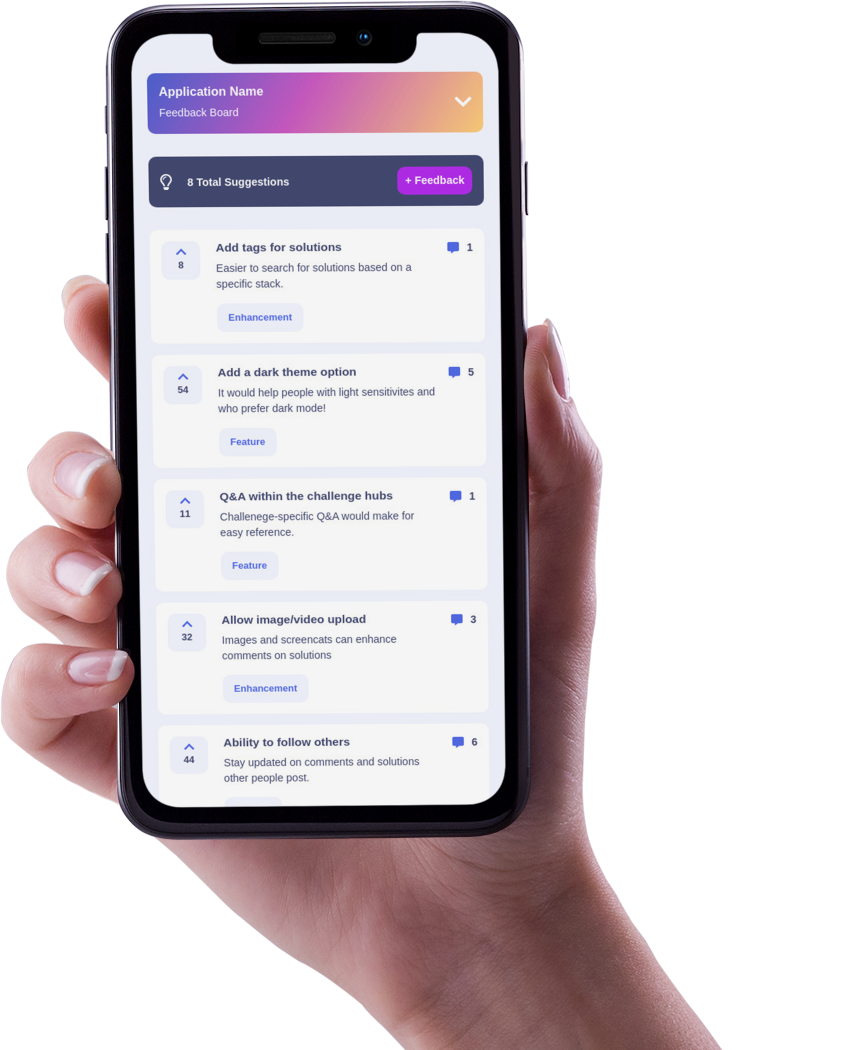 Application Name
Feedback Board
8 Total Suggestions
+ Feedback
Add tags for solutions
1
8
Easier to search for solutions based on a
specific stack.
Enhancement
Add a dark theme option
5
54
It would help people with light sensitivites and
who prefer dark mode!
Feature
Q&A within the challenge hubs
1
11
Challenege-specific Q&A would make for
easy reference.
Feature
Allow image/video upload
3
32
Images and screencats can enhance
comments on solutions
Enhancement
Ability to follow others
6
44
Stay updated on comments and solutions
other people post.